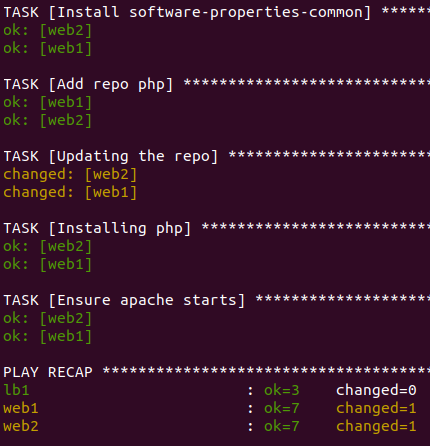 TASK [Install software-properties-common] ******
ok: [web2]
ok: [web1]
TASK [Add repo php] ****************************
ok: [web1]
ok: [web2]
TASK [Updating the repo] ***********************
changed: [web2]
changed: [web1]
TASK [Installing php] **************************
ok: [web2]
ok: [web1]
TASK [Ensure apache starts] ********************
ok: [web2]
ok: [web1]
PLAY RECAP *************************************
lb1 : ok=3 changed=0
web1 : ok=7 changed=1
web2 : ok=7 changed=1